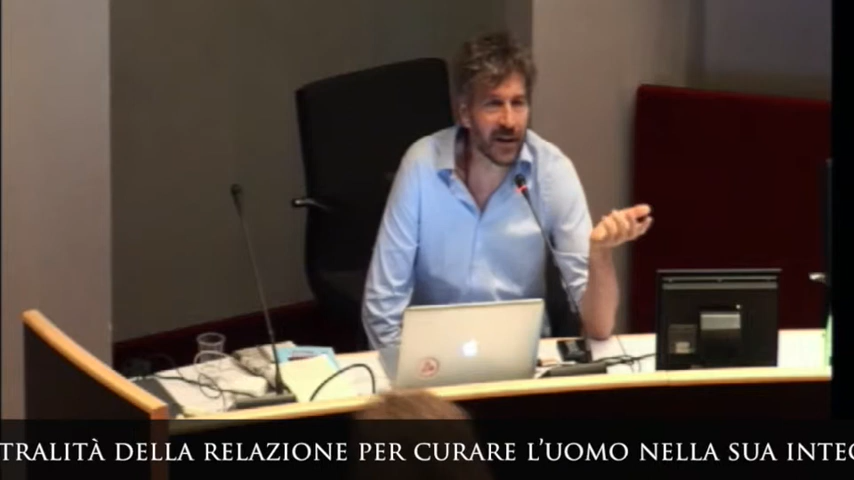 TRALITÀ DELLA RELAZIONE PER CURARE L'UOMO NELLA SUA INTEG